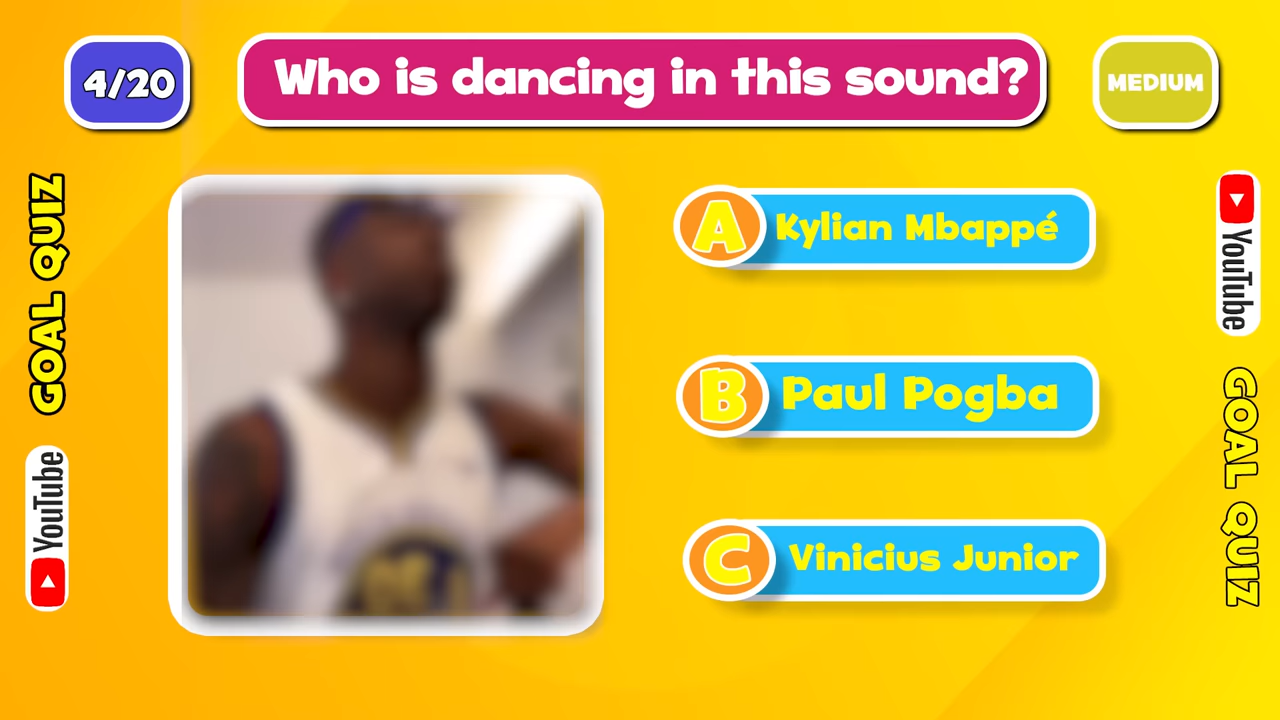 4/20
Who is dancing in this sound?
MEDIUM
GOAL QUIZ
YouTube
A Kylian Mbappé
B Paul Pogba
C Vinicius Junior
YouTube
GOAL QUIZ